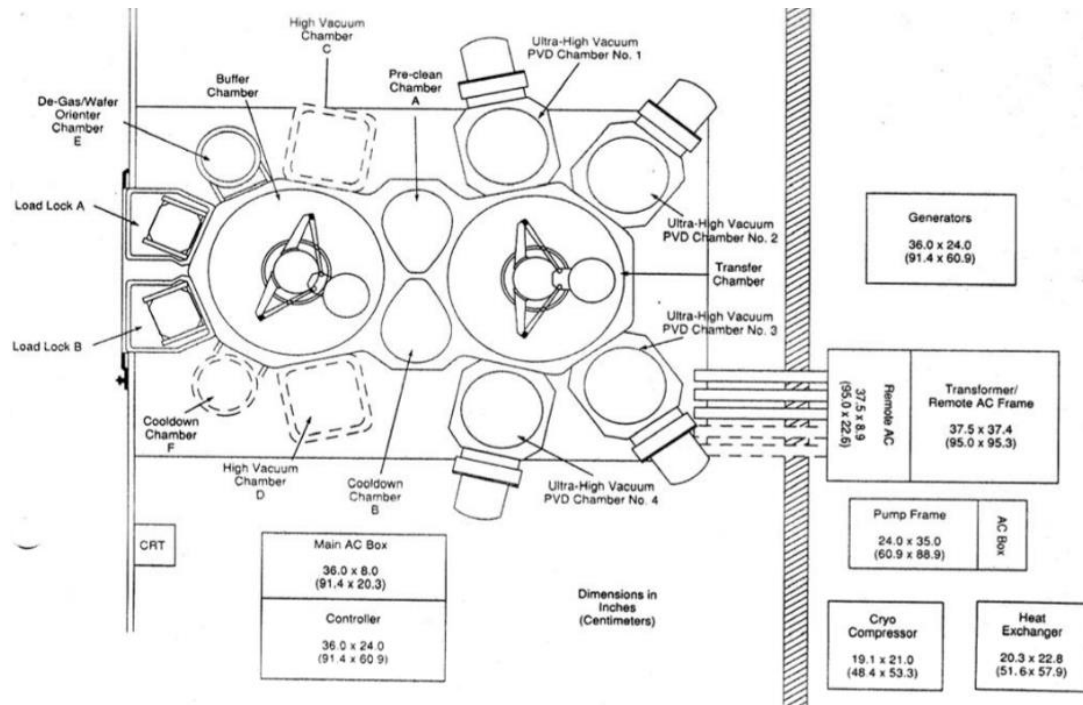 High Vacuum
Chamber
C
Ultra-High Vacuum
PVD Chamber No. 1
Buffer
Chamber
Pre-clean
Chamber
A
De-Gas/Wafer
Orienter
Chamber
E
Load Lock A
Ultra-High Vacuum
PVD Chamber No. 2
Generators
36.0 x 24.0
(91.4 x 60.9)
Transfer
Chamber
Ultra-High Vacuum
PVD Chamber No. 3
Load Lock B
Remote AC
37.5 x 8.9
(95.0 x 22.6)
Transformer/
Remote AC Frame
37.5 x 37.4
(95.0 x 95.3)
Cooldown
Chamber
F
High Vacuum
Chamber
D
Cooldown
Chamber
B
Ultra-High Vacuum
PVD Chamber No. 4
Pump Frame
24.0 x 35.0
(60.9 x 88.9)
AC Box
CRT
Main AC Box
36.0 x 8.0
(91.4 x 20.3)
Controller
36.0 x 24.0
(91.4 x 60.9)
Dimensions in
Inches
(Centimeters)
Cryo
Compressor
19.1 x 21.0
(48.4 x 53.3)
Heat
Exchanger
20.3 x 22.8
(51.6 x 57.9)